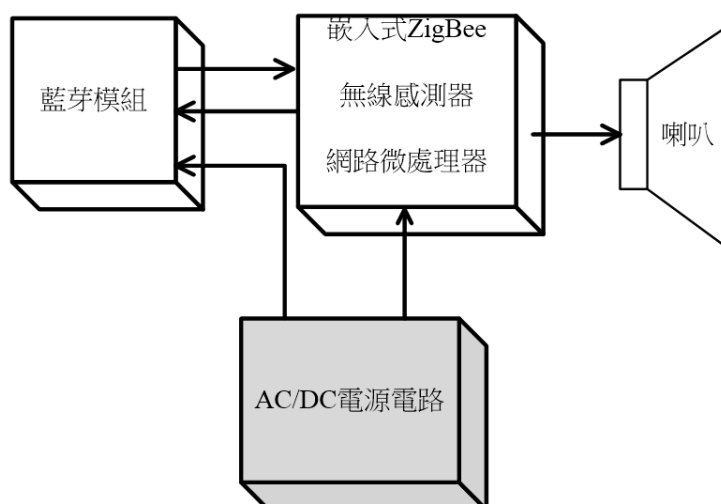 藍芽模組
嵌入式ZigBee
無線感測器
網路微處理器
喇叭
AC/DC電源電路